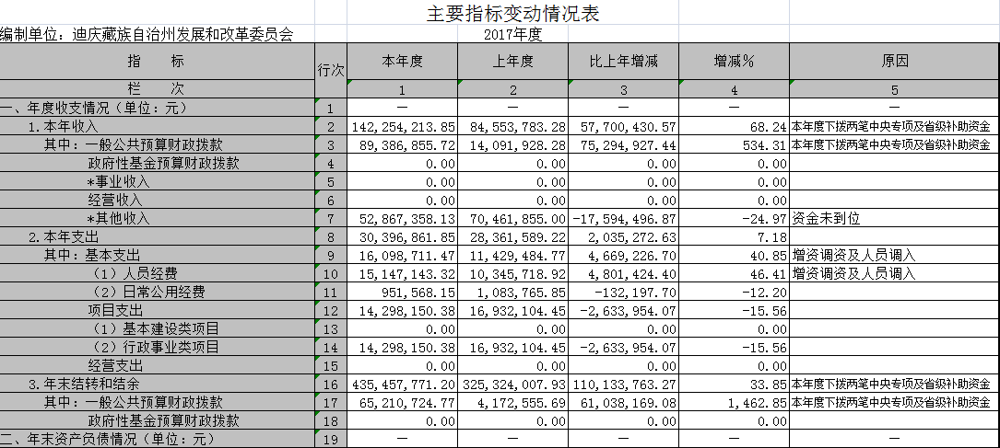 主要指标变动情况表
编制单位：迪庆藏族自治州发展和改革委员会 2017年度
指 标 行次 本年度 上年度 比上年增减 增减% 原因
栏 次 1 2 3 4 5
一、年度收支情况（单位：元） 1 — — — — —
1.本年收入 2 142,254,213.85 84,553,783.28 57,700,430.57 68.24 本年度下拨两笔中央专项及省级补助资金
其中：一般公共预算财政拨款 3 89,386,855.72 14,091,928.28 75,294,927.44 534.31 本年度下拨两笔中央专项及省级补助资金
政府性基金预算财政拨款 4 0.00 0.00 0.00 0.00
*事业收入 5 0.00 0.00 0.00 0.00
经营收入 6 0.00 0.00 0.00 0.00
*其他收入 7 52,867,358.13 70,461,855.00 -17,594,496.87 -24.97 资金未到位
2.本年支出 8 30,396,861.85 28,361,589.22 2,035,272.63 7.18
其中：基本支出 9 16,098,711.47 11,429,484.77 4,669,226.70 40.85 增资调资及人员调入
（1）人员经费 10 15,147,143.32 10,345,718.92 4,801,424.40 46.41 增资调资及人员调入
（2）日常公用经费 11 951,568.15 1,083,765.85 -132,197.70 -12.20
项目支出 12 14,298,150.38 16,932,104.45 -2,633,954.07 -15.56
（1）基本建设类项目 13 0.00 0.00 0.00 0.00
（2）行政事业类项目 14 14,298,150.38 16,932,104.45 -2,633,954.07 -15.56
经营支出 15 0.00 0.00 0.00 0.00
3.年末结转和结余 16 435,457,771.20 325,324,007.93 110,133,763.27 33.85 本年度下拨两笔中央专项及省级补助资金
其中：一般公共预算财政拨款 17 65,210,724.77 4,172,555.69 61,038,169.08 1,462.85 本年度下拨两笔中央专项及省级补助资金
政府性基金预算财政拨款 18 0.00 0.00 0.00 0.00
二、年末资产负债情况（单位：元） 19 — — — — —